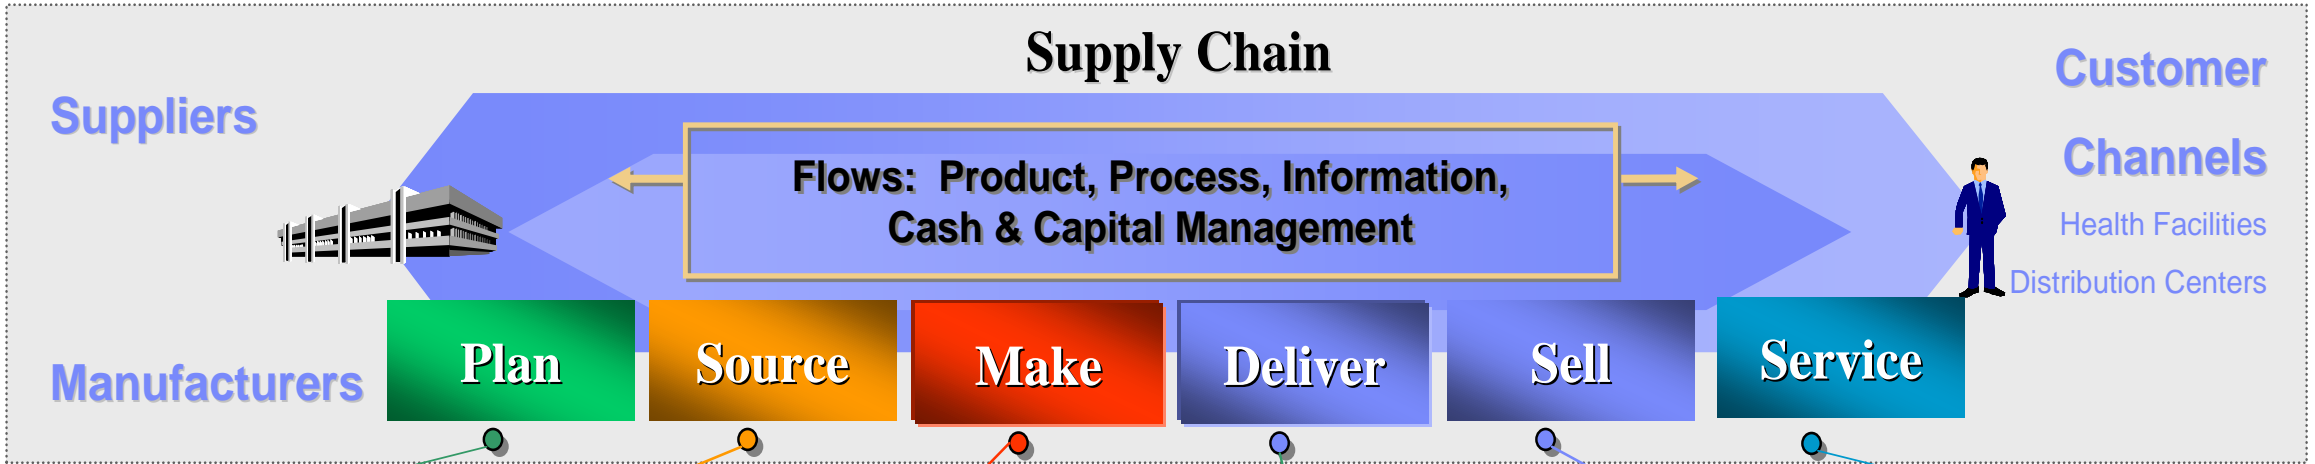 Supply Chain
Suppliers
Manufacturers
Flows:  Product, Process, Information,
Cash & Capital Management
Customer
Channels
Health Facilities
Distribution Centers
Plan
Source
Make
Deliver
Sell
Service